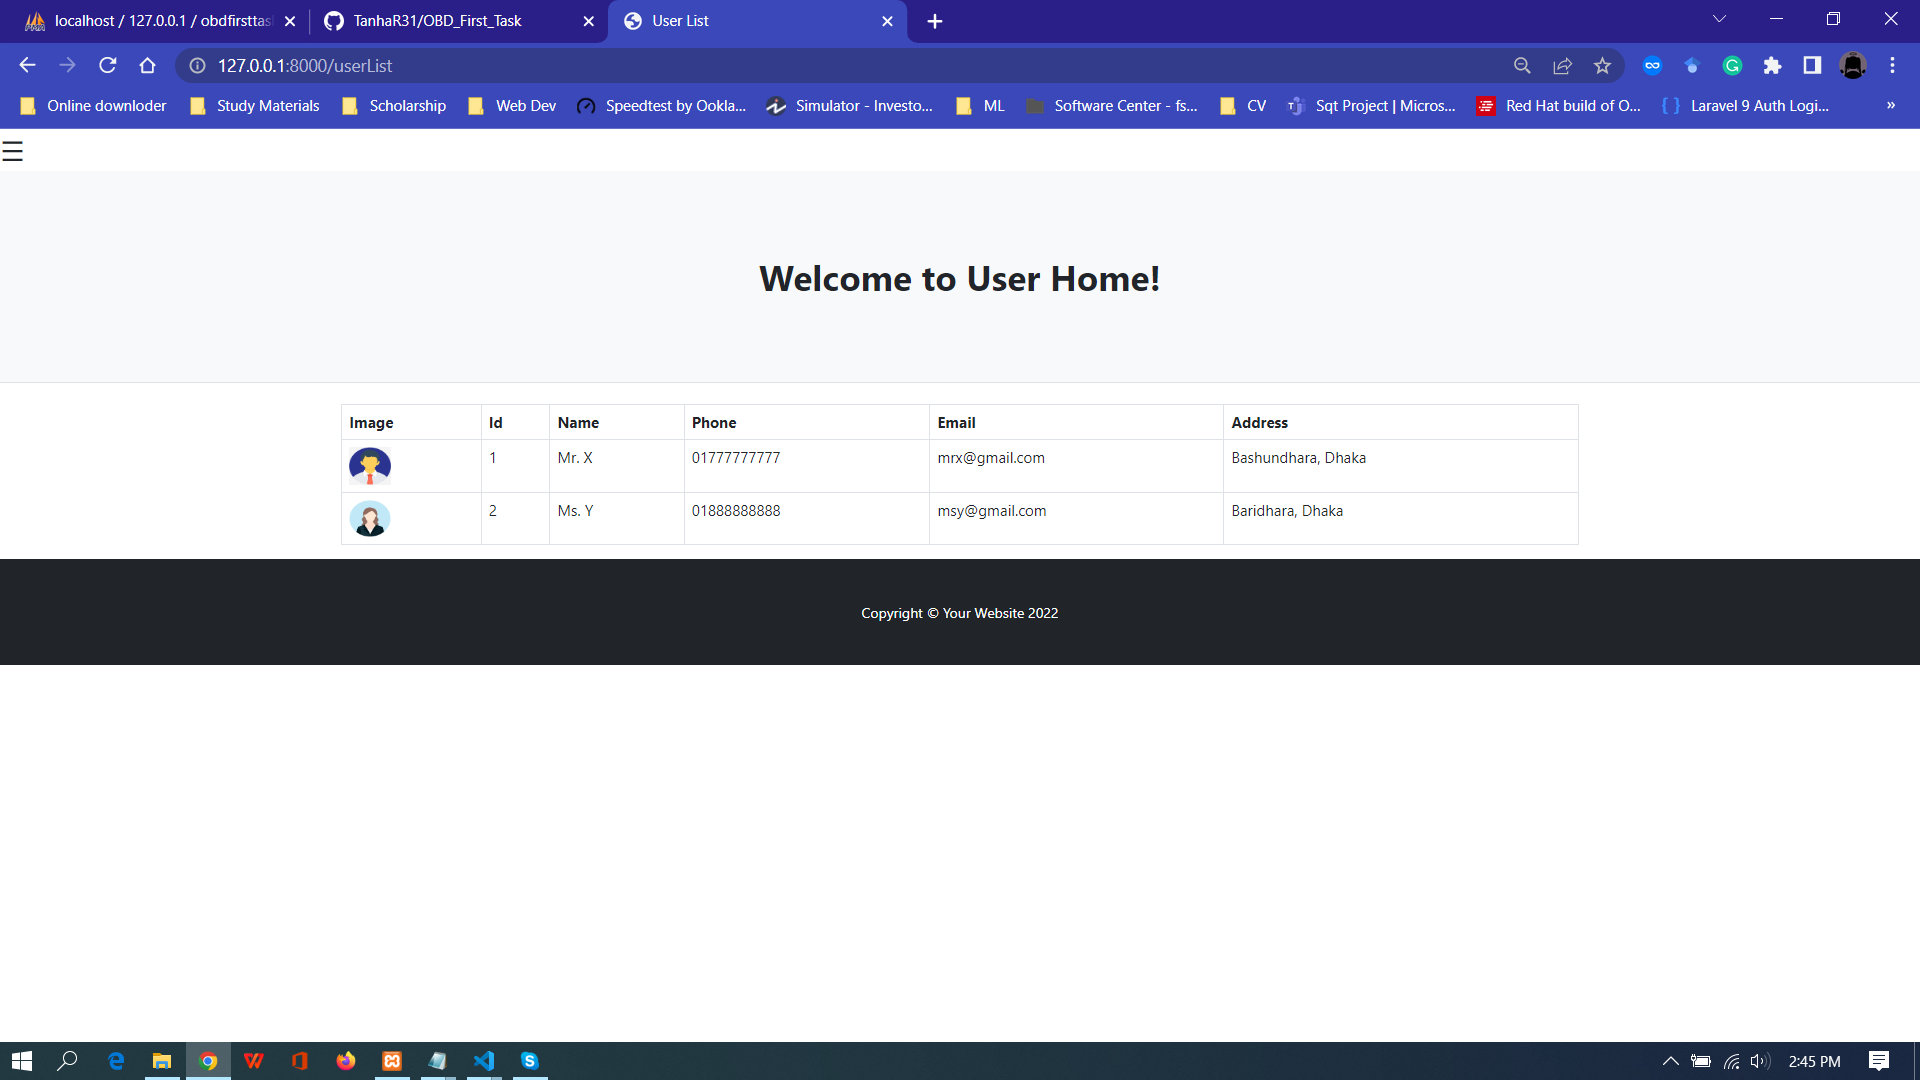 localhost / 127.0.0.1 / obdfirsttas
TanhaR31/OBD_First_Task
User List
127.0.0.1:8000/userList
Online downloder
Study Materials
Scholarship
Web Dev
Speedtest by Ookla...
Simulator - Investo...
ML
Software Center - fs...
CV
Sqt Project | Micros...
Red Hat build of O...
Laravel 9 Auth Logi...
»
Welcome to User Home!
Image Id Name Phone Email Address
1 Mr. X 01777777777 mrx@gmail.com Bashundhara, Dhaka
2 Ms. Y 01888888888 msy@gmail.com Baridhara, Dhaka
Copyright © Your Website 2022
2:45 PM